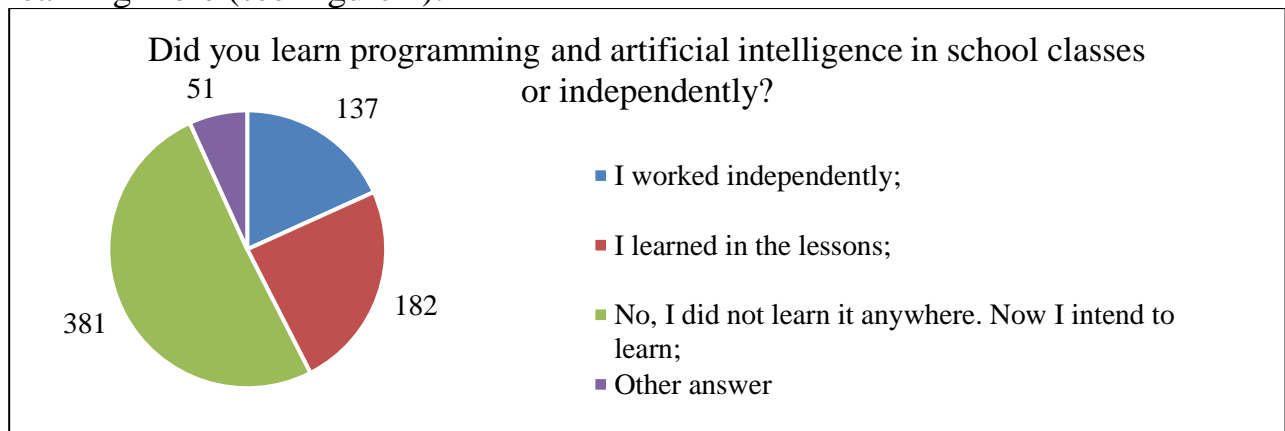 Did you learn programming and artificial intelligence in school classes
or independently?
51
137
I worked independently;
I learned in the lessons;
182
381
No, I did not learn it anywhere. Now I intend to
learn;
Other answer